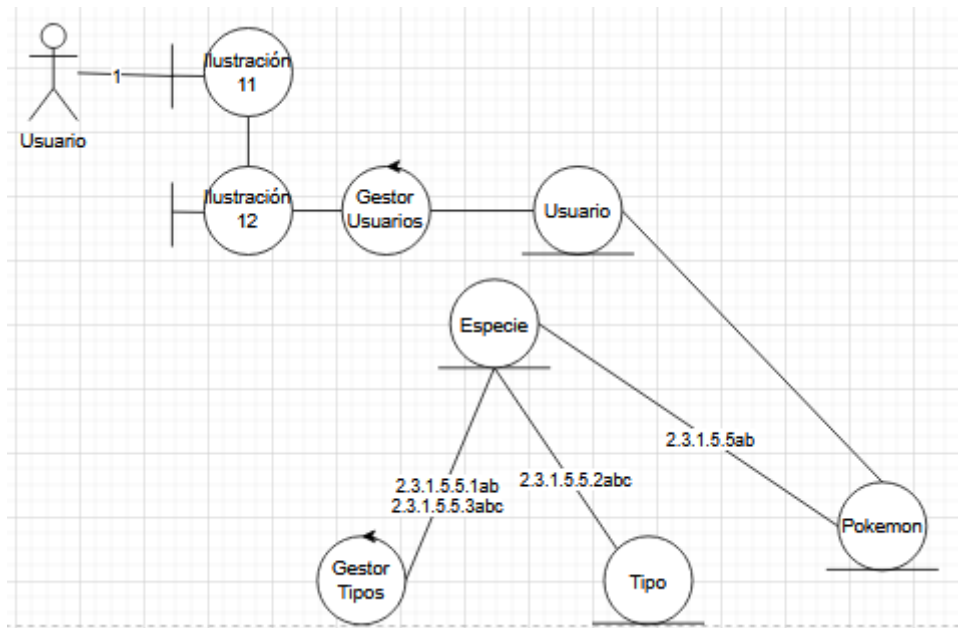 Ilustración
11
1
Usuario
Ilustración
12
Gestor
Usuarios
Usuario
Especie
2.3.1.5.5ab
2.3.1.5.5.1ab
2.3.1.5.5.3abc
2.3.1.5.5.2abc
Pokemon
Gestor
Tipos
Tipo